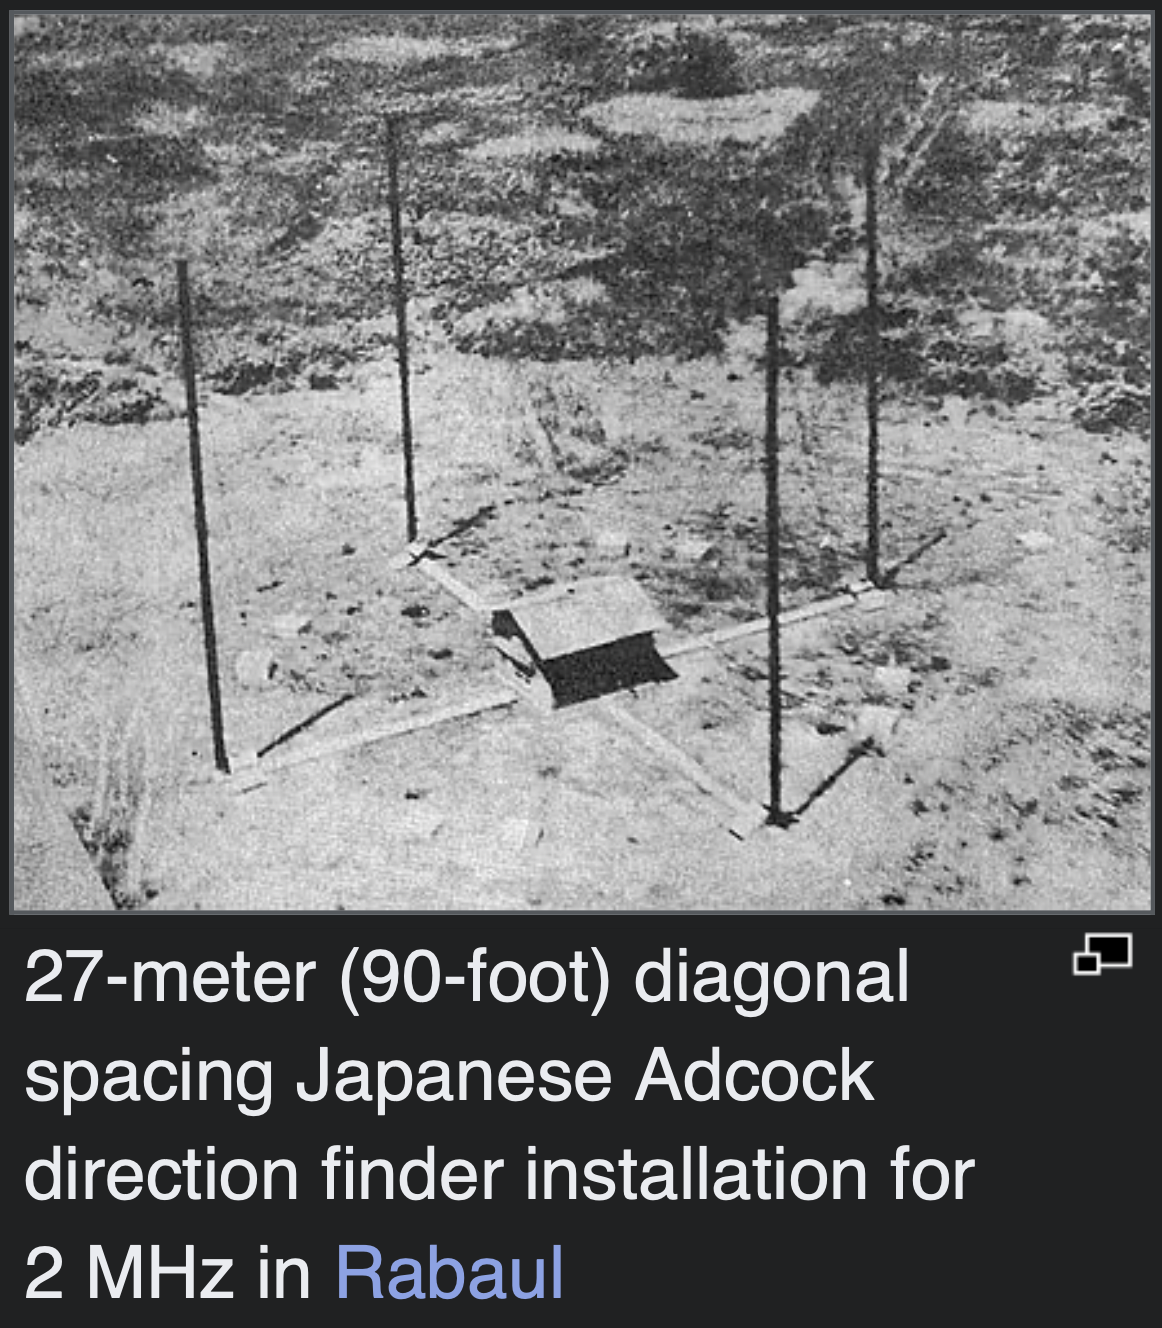 27-meter (90-foot) diagonal
spacing Japanese Adcock
direction finder installation for
2 MHz in Rabaul